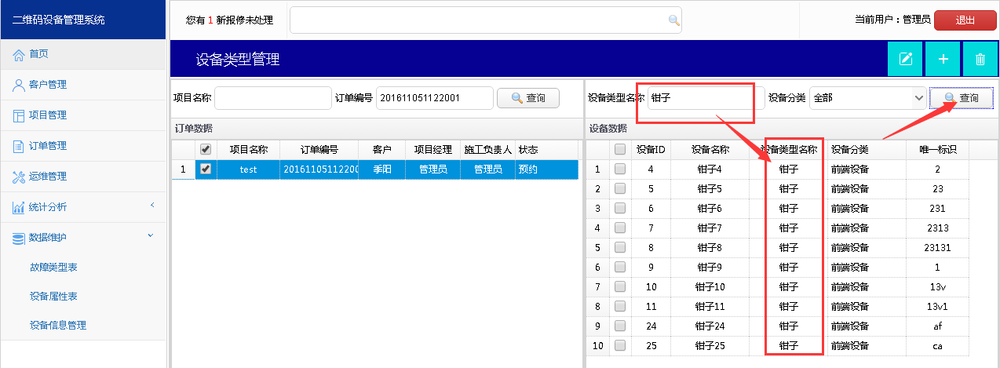 二维码设备管理系统
您有 1 新报修未处理
当前用户：管理员 退出
首页
客户管理
项目管理
订单管理
运维管理
统计分析
数据维护
故障类型表
设备属性表
设备信息管理
设备类型管理
项目名称 订单编号 201611051122001 查询
订单数据
项目名称 订单编号 客户 项目经理 施工负责人 状态
1 test 2016110511220( 季阳 管理员 管理员 预约
设备类型名称 钳子 设备分类 全部 查询
设备数据
设备ID 设备名称 设备类型名称 设备分类 唯一标识
1 4 钳子4 钳子 前端设备 2
2 5 钳子5 钳子 前端设备 23
3 6 钳子6 钳子 前端设备 231
4 7 钳子7 钳子 前端设备 2313
5 8 钳子8 钳子 前端设备 23131
6 9 钳子9 钳子 前端设备 1
7 10 钳子10 钳子 前端设备 13v
8 11 钳子11 钳子 前端设备 13v1
9 24 钳子24 钳子 前端设备 af
10 25 钳子25 钳子 前端设备 ca